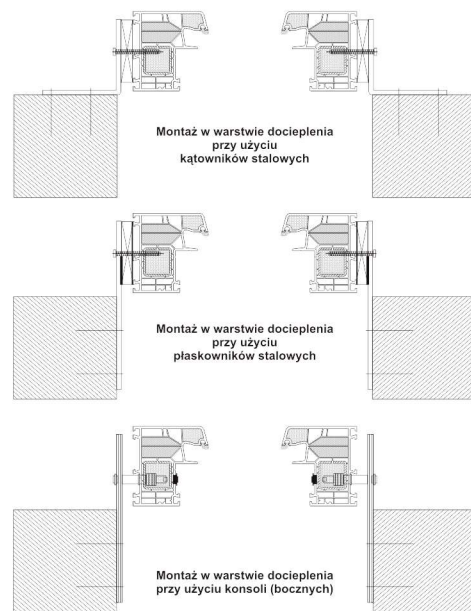 Montaż w warstwie docieplenia
przy użyciu
kątowników stalowych
Montaż w warstwie docieplenia
przy użyciu
płaskowników stalowych
Montaż w warstwie docieplenia
przy użyciu konsoli (bocznych)